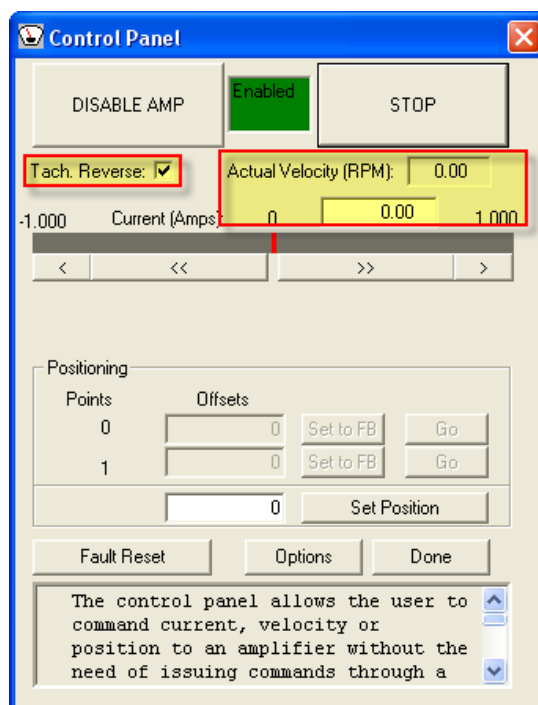 Control Panel
DISABLE AMP Enabled STOP
Tach. Reverse: Actual Velocity (RPM): 0.00
-1.000 Current (Amps): 0 0.00 1.000
< << >> >
Positioning
Points Offsets
0 0 Set to FB Go
1 0 Set to FB Go
0 Set Position
Fault Reset Options Done
The control panel allows the user to
command current, velocity or
position to an amplifier without the
need of issuing commands through a